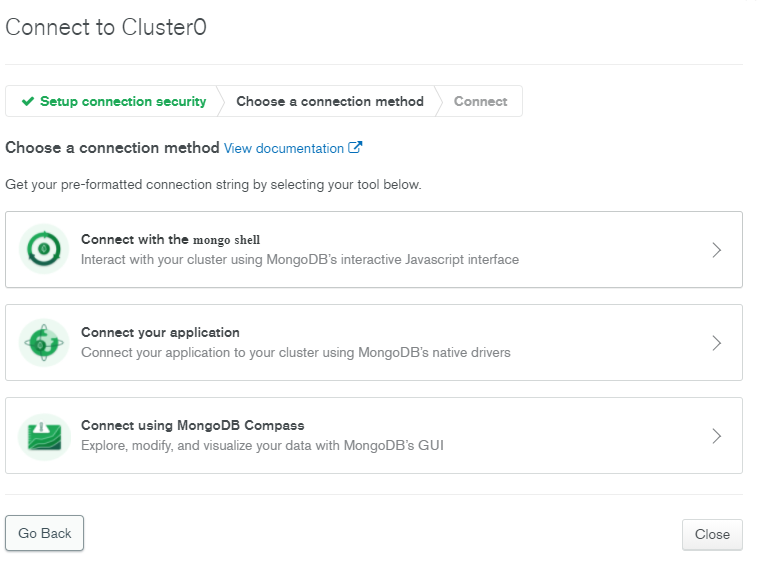 Connect to Cluster0
Setup connection security Choose a connection method Connect
Choose a connection method View documentation
Get your pre-formatted connection string by selecting your tool below.
Connect with the mongo shell
Interact with your cluster using MongoDB's interactive Javascript interface
Connect your application
Connect your application to your cluster using MongoDB's native drivers
Connect using MongoDB Compass
Explore, modify, and visualize your data with MongoDB's GUI
Go Back Close